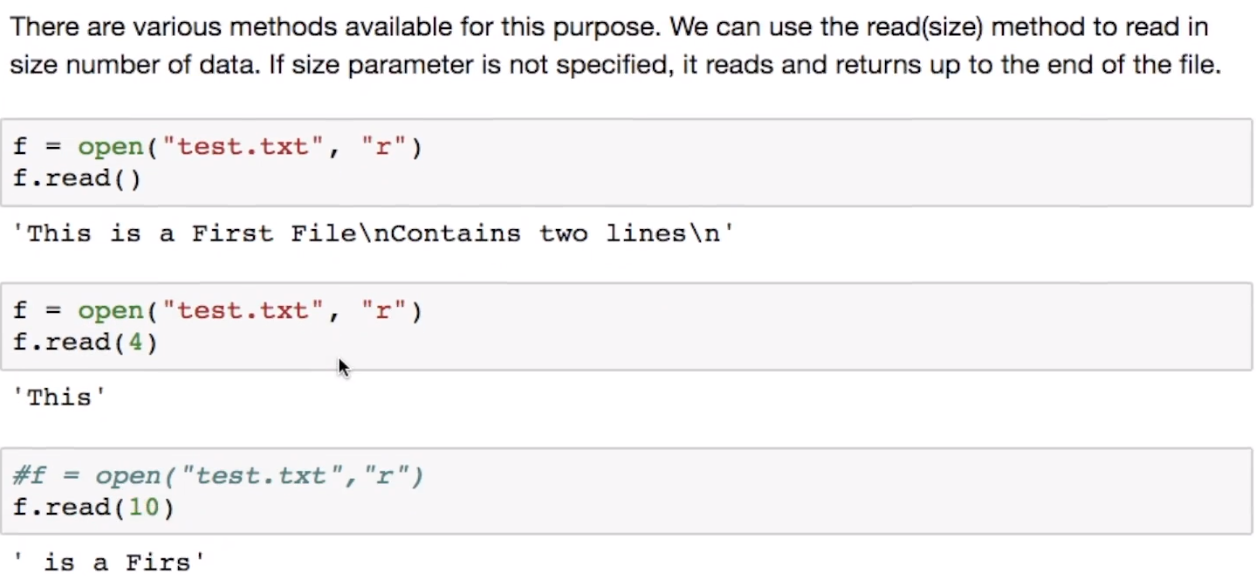 There are various methods available for this purpose. We can use the read(size) method to read in
size number of data. If size parameter is not specified, it reads and returns up to the end of the file.
f = open("test.txt", "r")
f.read()
'This is a First File\nContains two lines\n'
f = open("test.txt", "r")
f.read(4)
'This'
#f = open("test.txt","r")
f.read(10)
' is a Firs'